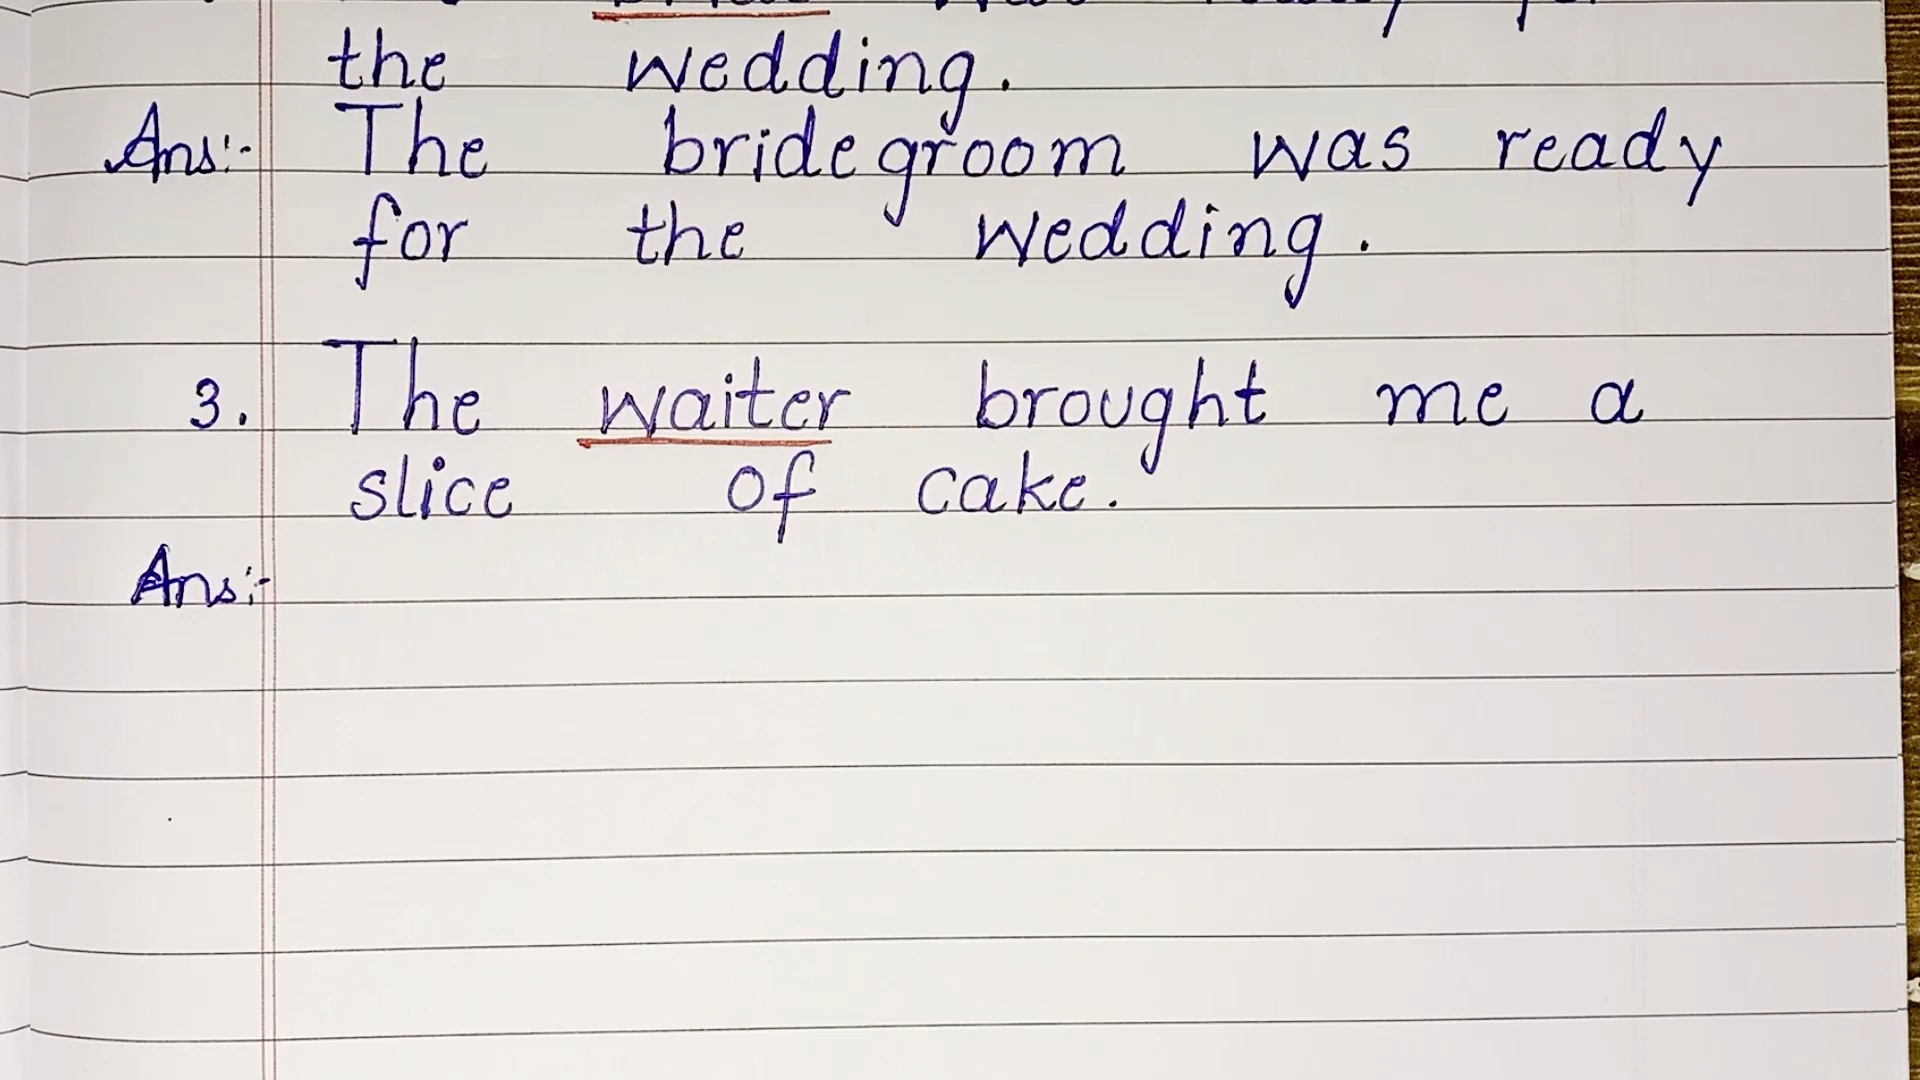 the wedding.
Ans:- The bridegroom was ready
for the wedding.
3. The waiter brought me a
slice of cake.
Ans:-